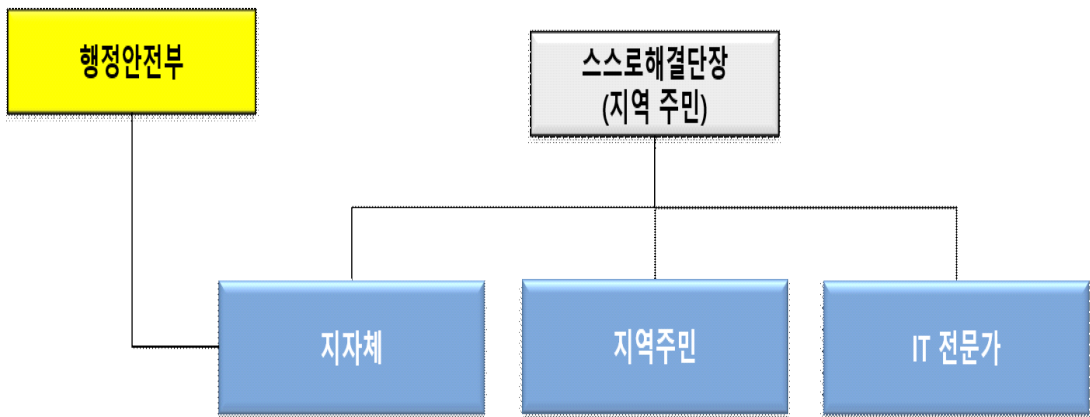 행정안전부
스스로해결단장
(지역 주민)
지자체
지역주민
IT 전문가